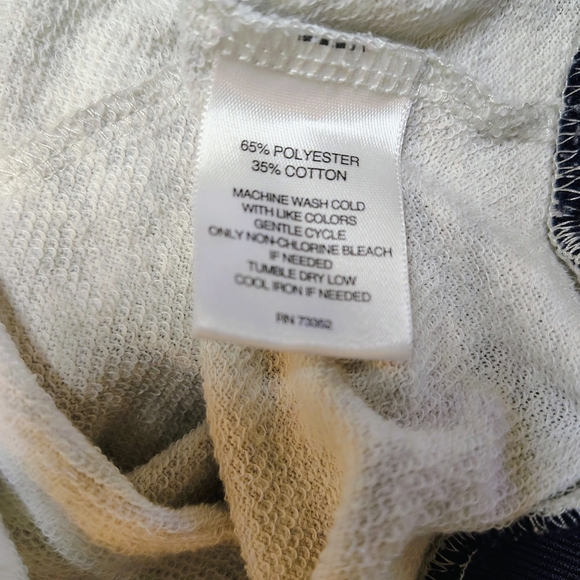 65% POLYESTER
35% COTTON
MACHINE WASH COLD
WITH LIKE COLORS
GENTLE CYCLE
ONLY NON-CHLORINE BLEACH
IF NEEDED
TUMBLE DRY LOW
COOL IRON IF NEEDED
RN 73362